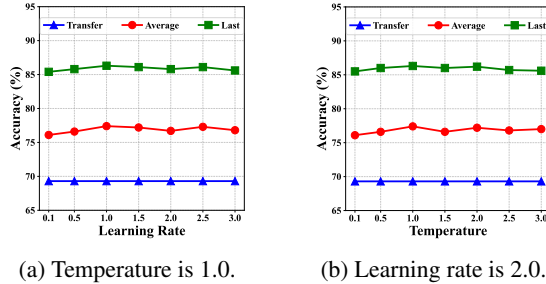 Transfer Average Last
Accuracy (%)
95
90
85
80
75
70
65
0.1 0.5 1.0 1.5 2.0 2.5 3.0
Learning Rate
(a) Temperature is 1.0.
Transfer Average Last
Accuracy (%)
95
90
85
80
75
70
65
0.1 0.5 1.0 1.5 2.0 2.5 3.0
Temperature
(b) Learning rate is 2.0.